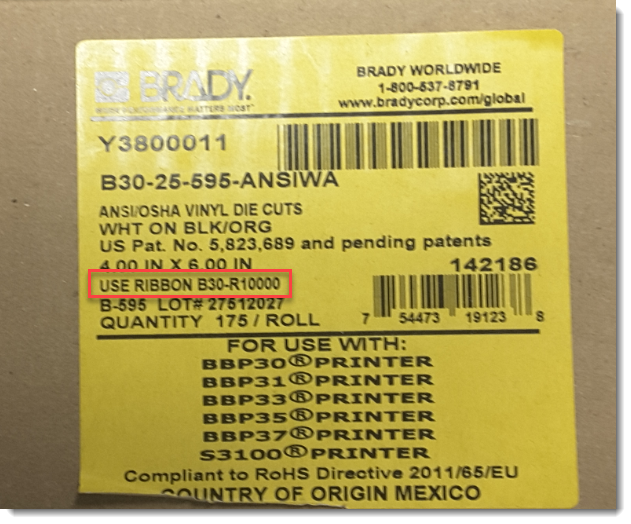 BRADY.
WHEN PERFORMANCE MATTERS MOST™
BRADY WORLDWIDE
1-800-537-8791
www.bradycorp.com/global
Y3800011
B30-25-595-ANSIWA
ANSI/OSHA VINYL DIE CUTS
WHT ON BLK/ORG
US Pat. No. 5,823,689 and pending patents
4.00 IN X 6.00 IN
142186
USE RIBBON B30-R10000
B-595 LOT# 27512027
QUANTITY 175 / ROLL
7 54473 19123 8
FOR USE WITH:
BBP30®PRINTER
BBP31®PRINTER
BBP33®PRINTER
BBP35®PRINTER
BBP37®PRINTER
S3100®PRINTER
Compliant to RoHS Directive 2011/65/EU
COUNTRY OF ORIGIN MEXICO